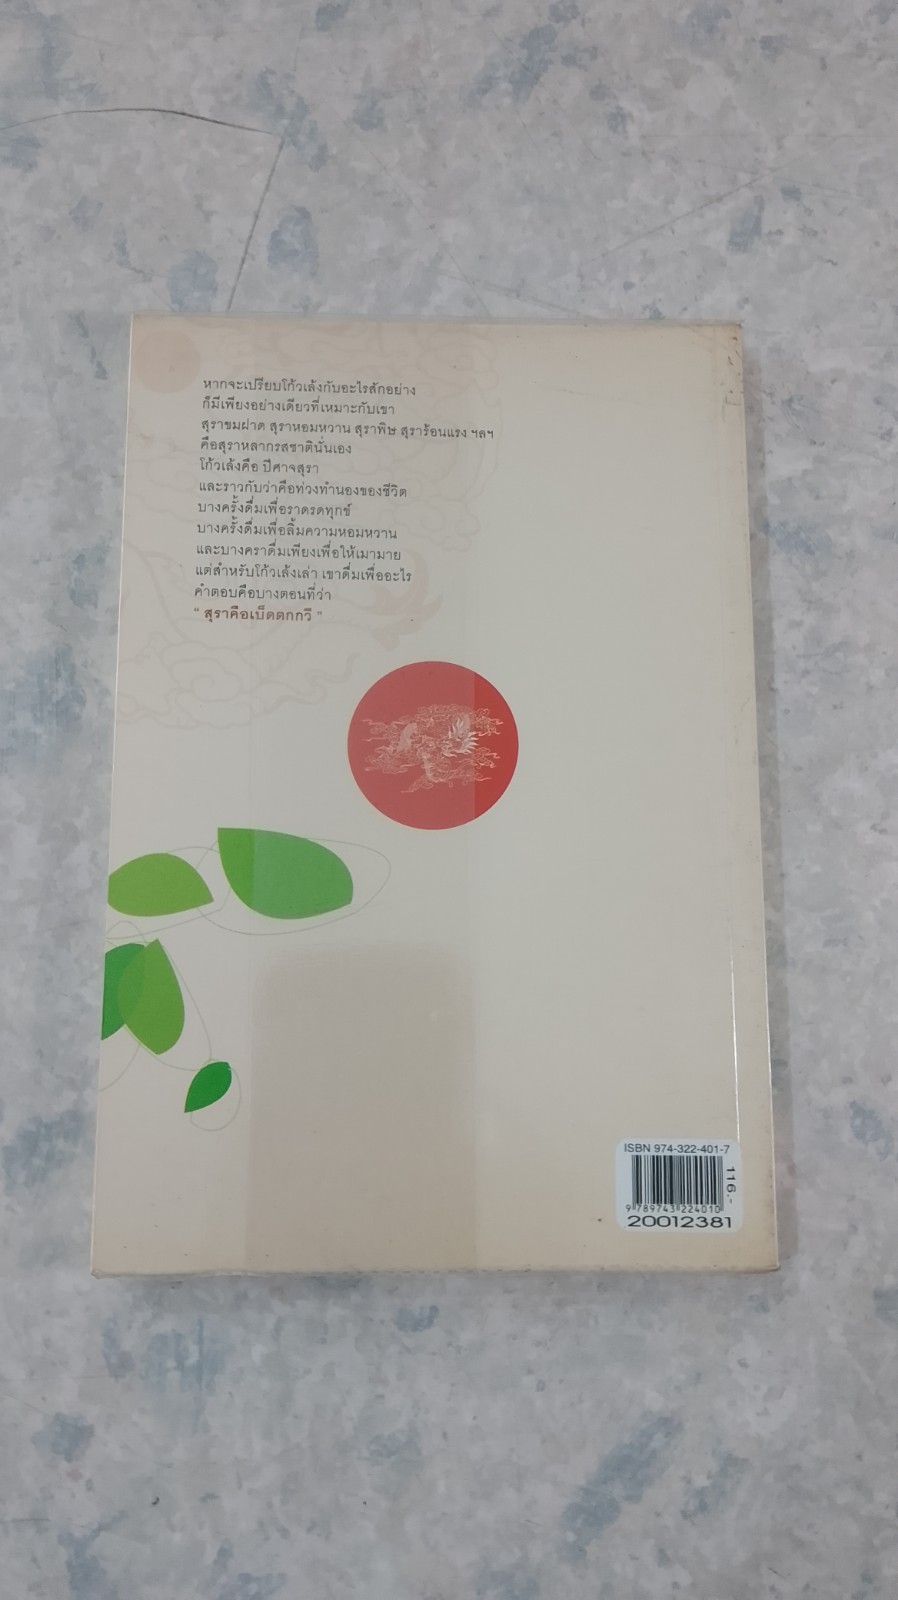 หากจะเปรียบโก้วเล้งกับอะไรสักอย่าง
ก็มีเพียงอย่างเดียวที่เหมาะกับเขา
สุราขมฝาด สุราหอมหวาน สุราพิษ สุราร้อนแรง ฯลฯ
คือสุราหลากรสชาตินั่นเอง
โก้วเล้งคือ ปีศาจสุรา
และราวกับว่าคือท่วงทำนองของชีวิต
บางครั้งดื่มเพื่อราดรดทุกข์
บางครั้งดื่มเพื่อลิ้มความหอมหวาน
และบางคราดื่มเพียงเพื่อให้เมามาย
แต่สำหรับโก้วเล้งเล่า เขาดื่มเพื่ออะไร
คำตอบคือบางตอนที่ว่า
" สุราคือเบ็ดตกกวี "
ISBN 974-322-401-7
116.-
9 789743 224010
20012381